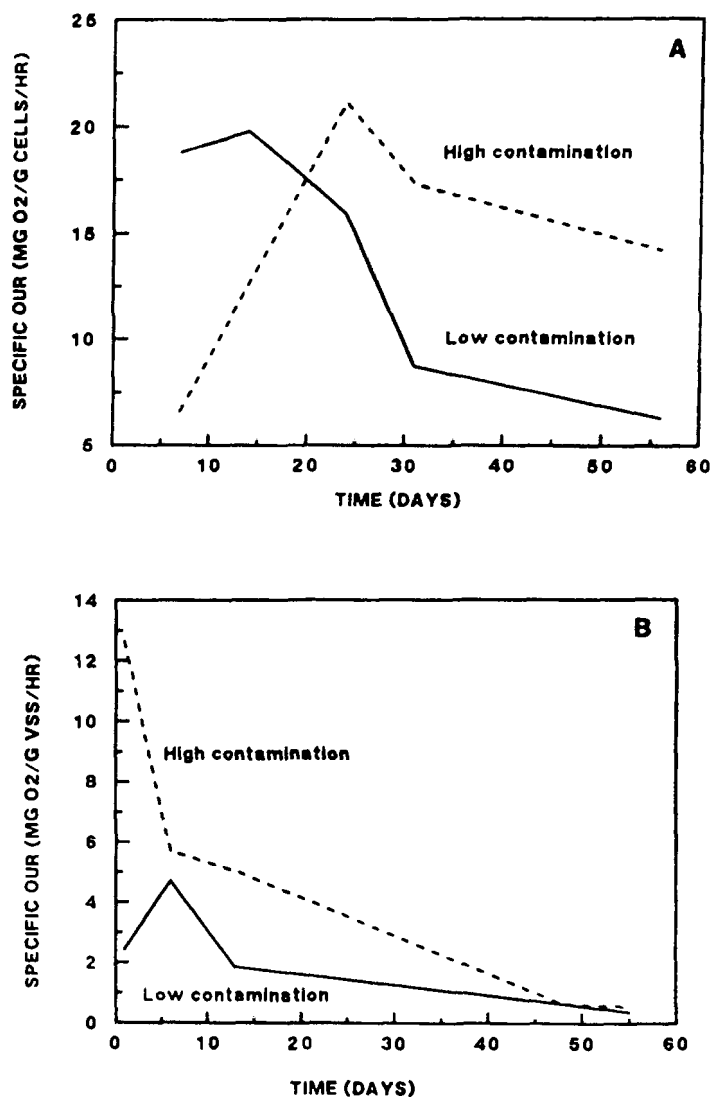 A
SPECIFIC OUR (MG O2/G CELLS/HR)
25
20
15
10
5
High contamination
Low contamination
0 10 20 30 40 50 60
TIME (DAYS)
B
SPECIFIC OUR (MG O2/G VSS/HR)
14
12
10
8
6
4
2
0
High contamination
Low contamination
0 10 20 30 40 50 60
TIME (DAYS)